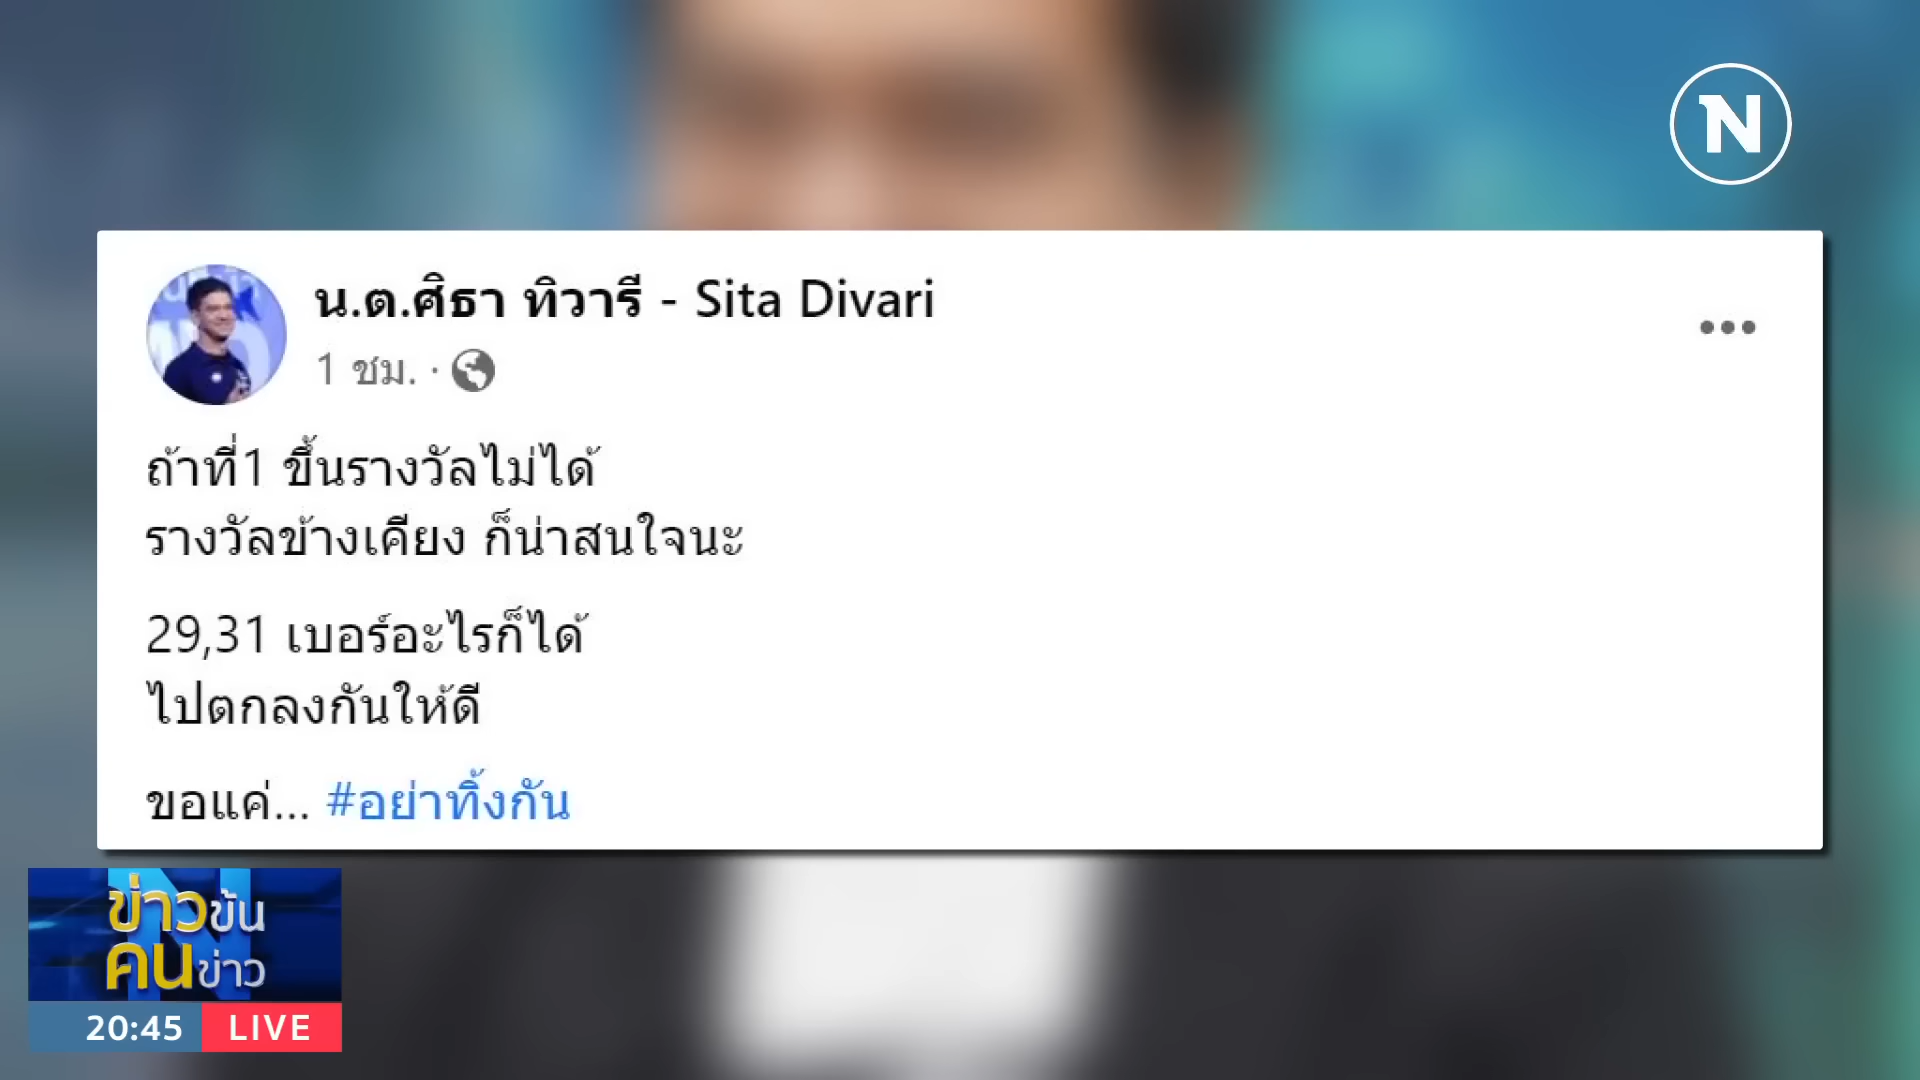 N
น.ต.ศิธา ทิวารี - Sita Divari
1 ชม. ·
ถ้าที่1 ขึ้นรางวัลไม่ได้
รางวัลข้างเคียง ก็น่าสนใจนะ
29,31 เบอร์อะไรก็ได้
ไปตกลงกันให้ดี
ขอแค่... #อย่าทิ้งกัน
ข่าวข้น
คนข่าว
20:45 LIVE